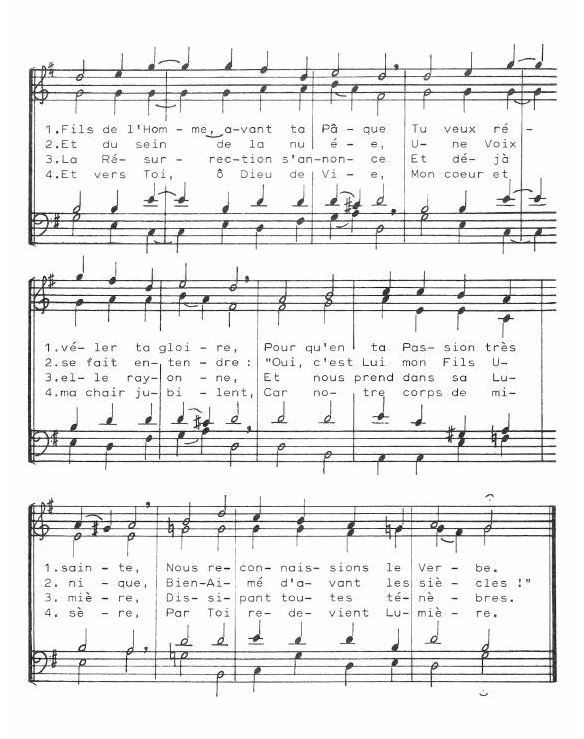 1.Fils de l'Hom - me, a-vant ta Pâ - que Tu veux ré -
2.Et du sein de la nu é - e, U- ne Voix
3.La Ré- sur - rec-tion s'an-non- ce Et dé- jà
4.Et vers Toi, ô Dieu de Vi - e, Mon coeur et
1.vé- ler ta gloi- re, Pour qu'en ta Pas- sion très
2.se fait en- ten- dre : "Oui, c'est Lui mon Fils U-
3.el- le ray- on - ne, Et nous prend dans sa Lu-
4.ma chair ju- bi - lent, Car no- tre corps de mi-
1.sain - te, Nous re- con- nais- sions le Ver- be.
2. ni - que, Bien-Ai- mé d'a- vant les siè- cles !"
3. miè - re, Dis- si- pant tou- tes té- nè- bres.
4. sè - re, Par Toi re- de- vient Lu- miè- re.